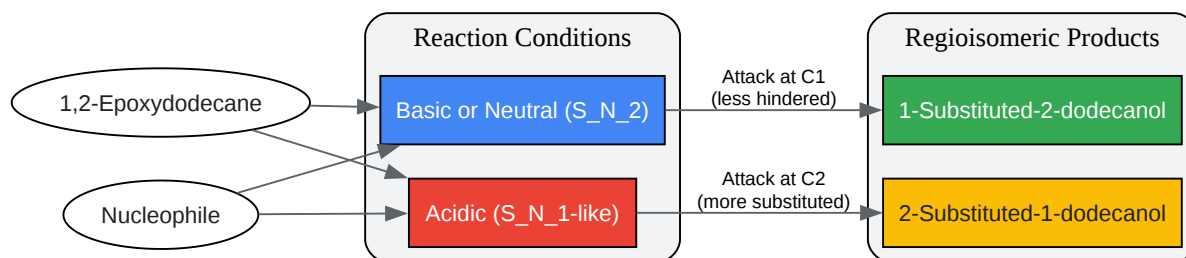 Reaction Conditions
Regioisomeric Products
1,2-Epoxydodecane
Nucleophile
Basic or Neutral (S_N_2)
Acidic (S_N_1-like)
Attack at C1
(less hindered)
Attack at C2
(more substituted)
1-Substituted-2-dodecanol
2-Substituted-1-dodecanol